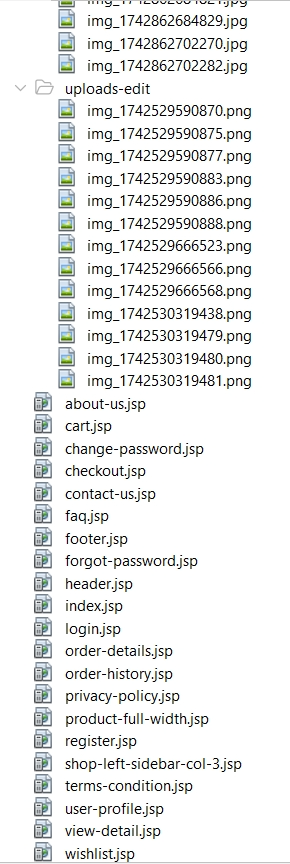 img_1742862684829.jpg
img_1742862702270.jpg
img_1742862702282.jpg
uploads-edit
img_1742529590870.png
img_1742529590875.png
img_1742529590877.png
img_1742529590883.png
img_1742529590886.png
img_1742529590888.png
img_1742529666523.png
img_1742529666566.png
img_1742529666568.png
img_1742530319438.png
img_1742530319479.png
img_1742530319480.png
img_1742530319481.png
about-us.jsp
cart.jsp
change-password.jsp
checkout.jsp
contact-us.jsp
faq.jsp
footer.jsp
forgot-password.jsp
header.jsp
index.jsp
login.jsp
order-details.jsp
order-history.jsp
privacy-policy.jsp
product-full-width.jsp
register.jsp
shop-left-sidebar-col-3.jsp
terms-condition.jsp
user-profile.jsp
view-detail.jsp
wishlist.jsp